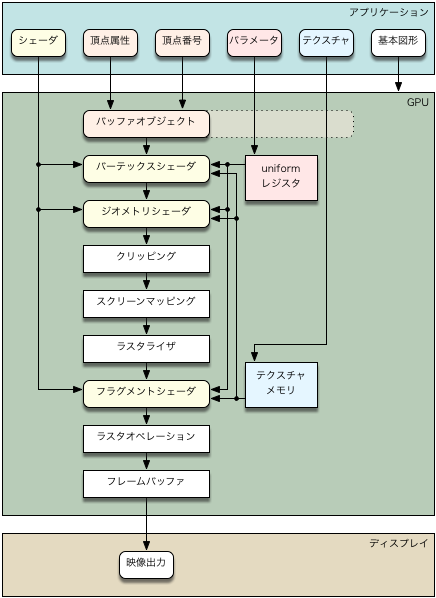 アプリケーション
シェーダ
頂点属性
頂点番号
パラメータ
テクスチャ
基本図形
GPU
バッファオブジェクト
バーテックスシェーダ
uniform
レジスタ
ジオメトリシェーダ
クリッピング
スクリーンマッピング
ラスタライザ
テクスチャ
メモリ
フラグメントシェーダ
ラスタオペレーション
フレームバッファ
ディスプレイ
映像出力